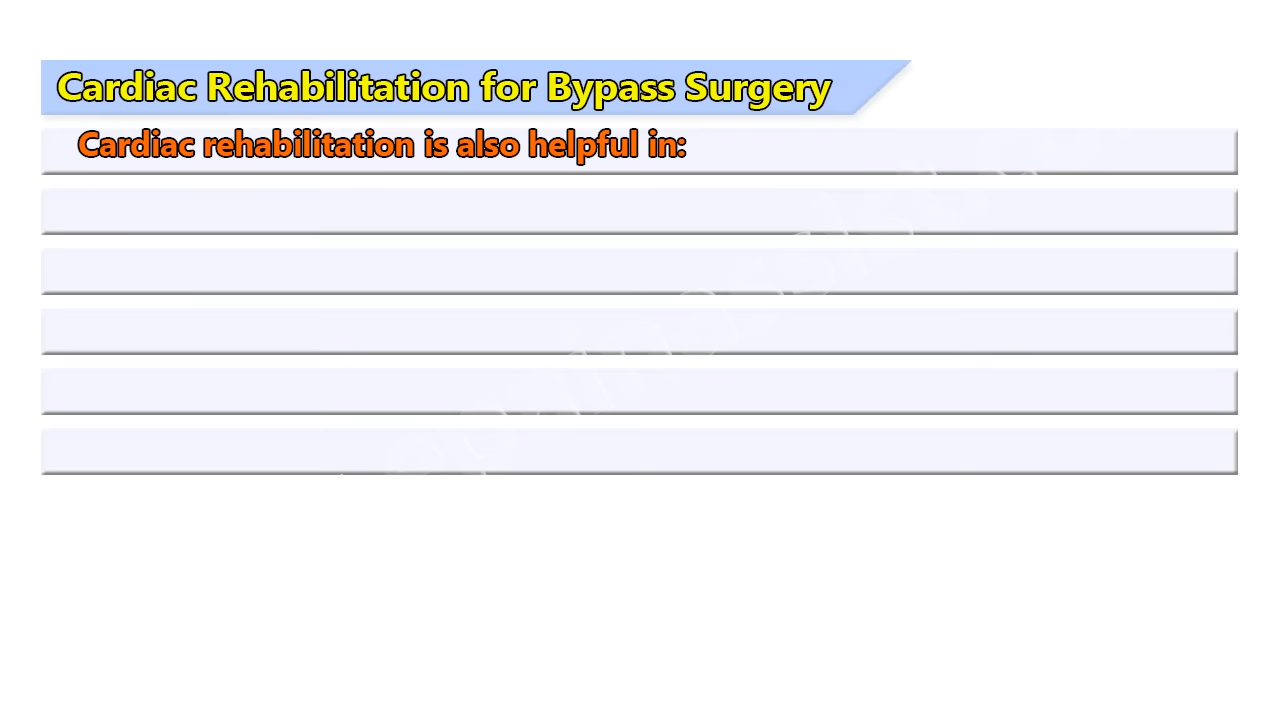 Cardiac Rehabilitation for Bypass Surgery
Cardiac rehabilitation is also helpful in: